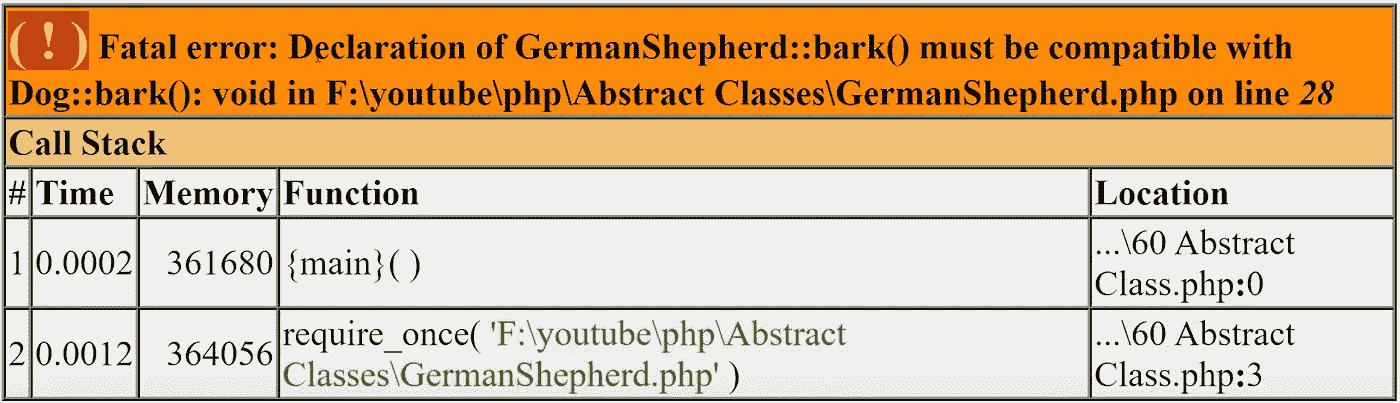 ( ! ) Fatal error: Declaration of GermanShepherd::bark() must be compatible with
Dog::bark(): void in F:\youtube\php\Abstract Classes\GermanShepherd.php on line 28
Call Stack
# Time Memory Function Location
1 0.0002 361680 {main}( ) ...\60 Abstract
Class.php:0
2 0.0012 364056 require_once( 'F:\youtube\php\Abstract ...\60 Abstract
Classes\GermanShepherd.php' ) Class.php:3